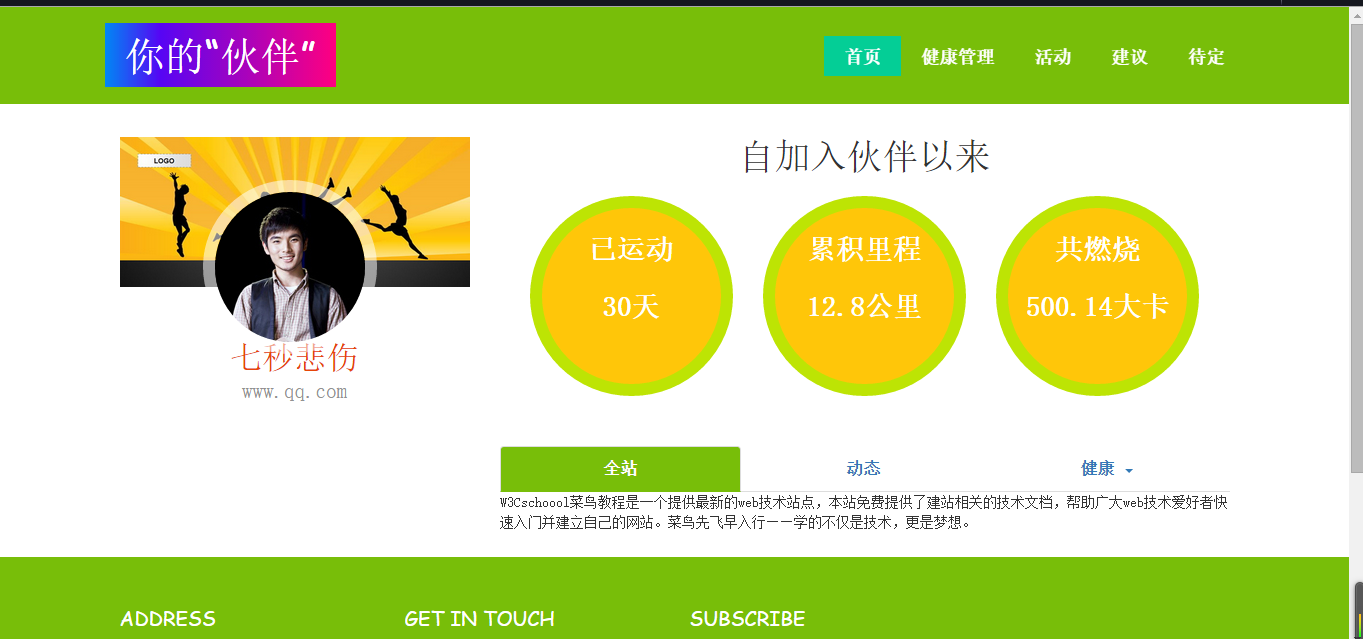 你的“伙伴”
首页 健康管理 活动 建议 待定
LOGO
七秒悲伤
www.qq.com
自加入伙伴以来
已运动
30天
累积里程
12.8公里
共燃烧
500.14大卡
全站 动态 健康
W3Cschoool菜鸟教程是一个提供最新的web技术站点，本站免费提供了建站相关的技术文档，帮助广大web技术爱好者快
速入门并建立自己的网站。菜鸟先飞早入行——学的不仅是技术，更是梦想。
ADDRESS GET IN TOUCH SUBSCRIBE